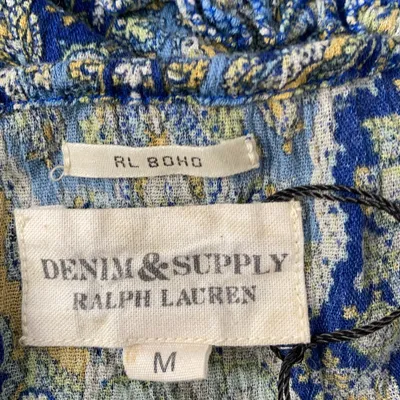 RL BOHO
DENIM & SUPPLY
RALPH LAUREN
M